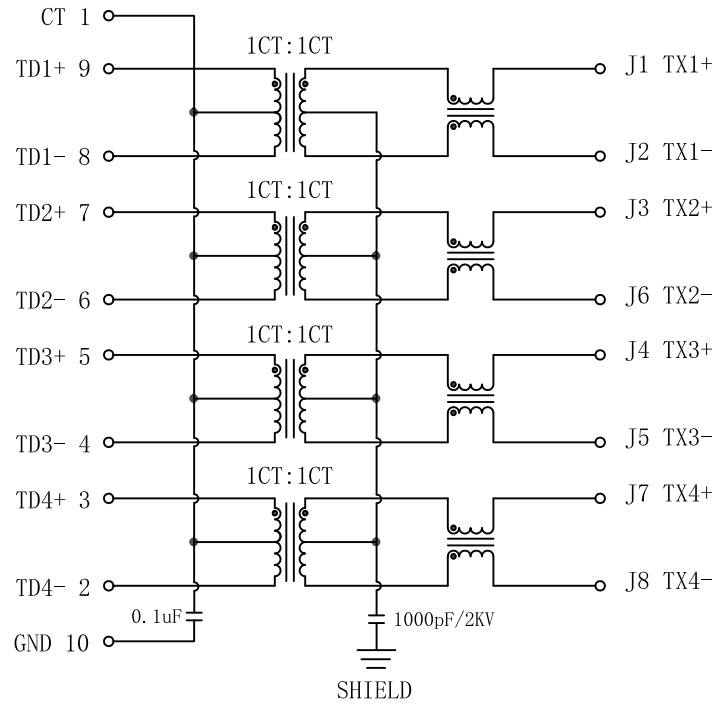 CT 1
1CT:1CT
TD1+ 9
J1 TX1+
TD1- 8
J2 TX1-
1CT:1CT
TD2+ 7
J3 TX2+
TD2- 6
J6 TX2-
1CT:1CT
TD3+ 5
J4 TX3+
TD3- 4
J5 TX3-
1CT:1CT
TD4+ 3
J7 TX4+
TD4- 2
J8 TX4-
0.1uF
1000pF/2KV
GND 10
SHIELD